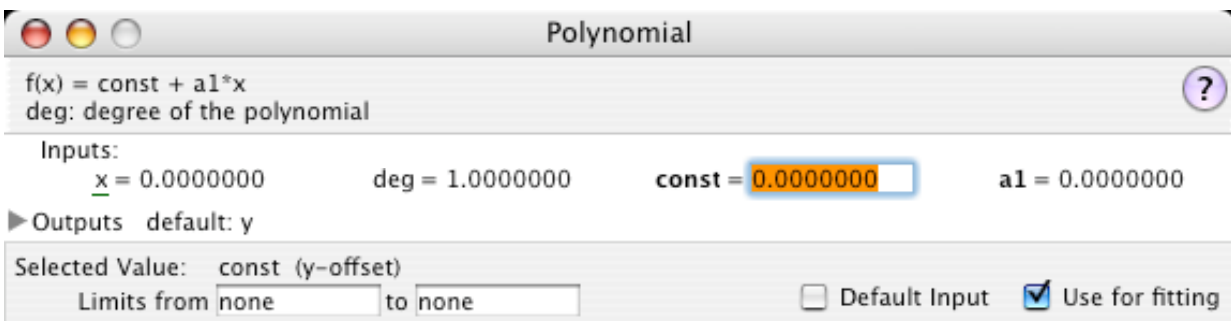 Polynomial
f(x) = const + a1*x
deg: degree of the polynomial
?
Inputs:
x = 0.0000000 deg = 1.0000000 const = 0.0000000 a1 = 0.0000000
Outputs default: y
Selected Value: const (y-offset)
Limits from none to none Default Input Use for fitting